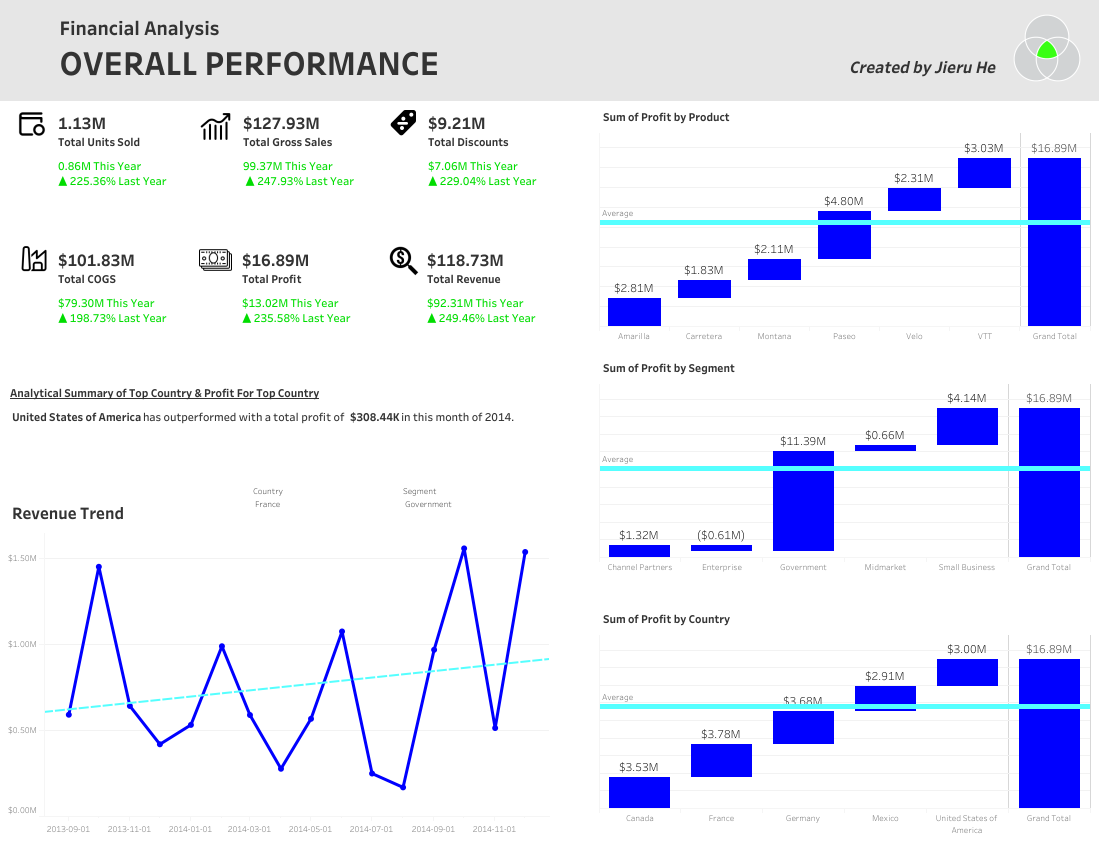 Financial Analysis
OVERALL PERFORMANCE
Created by Jieru He
1.13M
Total Units Sold
0.86M This Year
▲ 225.36% Last Year
$127.93M
Total Gross Sales
99.37M This Year
▲ 247.93% Last Year
$9.21M
Total Discounts
$7.06M This Year
▲ 229.04% Last Year
$101.83M
Total COGS
$79.30M This Year
▲ 198.73% Last Year
$16.89M
Total Profit
$13.02M This Year
▲ 235.58% Last Year
$118.73M
Total Revenue
$92.31M This Year
▲ 249.46% Last Year
Analytical Summary of Top Country & Profit For Top Country
United States of America has outperformed with a total profit of $308.44K in this month of 2014.
Revenue Trend
Country
France
Segment
Government
$1.50M
$1.00M
$0.50M
$0.00M
2013-09-01 2013-11-01 2014-01-01 2014-03-01 2014-05-01 2014-07-01 2014-09-01 2014-11-01
Sum of Profit by Product
Average
$2.81M $1.83M $2.11M $4.80M $2.31M $3.03M $16.89M
Amarilla Carretera Montana Paseo Velo VTT Grand Total
Sum of Profit by Segment
Average
$1.32M ($0.61M) $11.39M $0.66M $4.14M $16.89M
Channel Partners Enterprise Government Midmarket Small Business Grand Total
Sum of Profit by Country
Average
$3.53M $3.78M $3.68M $2.91M $3.00M $16.89M
Canada France Germany Mexico United States of America Grand Total